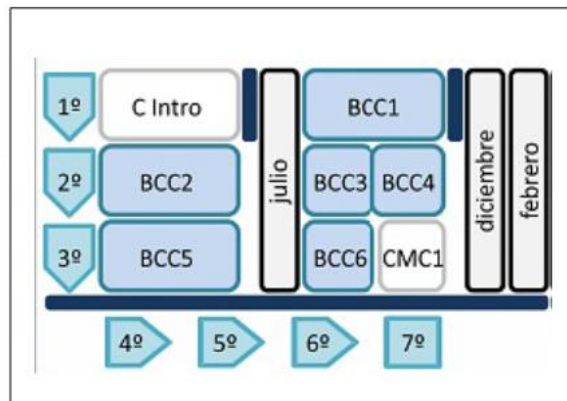 1º C Intro BCC1
2º BCC2 julio BCC3 BCC4 diciembre febrero
3º BCC5 BCC6 CMC1
4º 5º 6º 7º